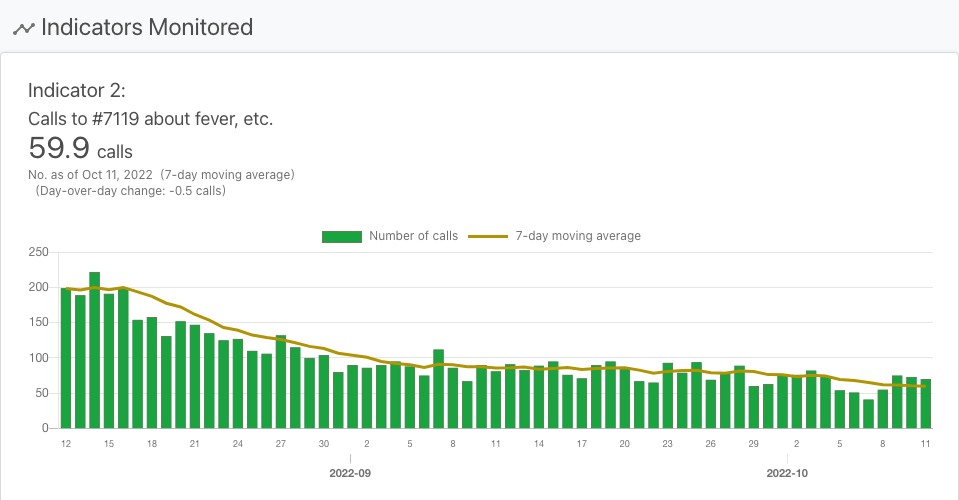 Indicators Monitored
Indicator 2:
Calls to #7119 about fever, etc.
59.9 calls
No. as of Oct 11, 2022 (7-day moving average)
(Day-over-day change: -0.5 calls)
Number of calls 7-day moving average
250
200
150
100
50
0
12 15 18 21 24 27 30 2 5 8 11 14 17 20 23 26 29 2 5 8 11
2022-09 2022-10